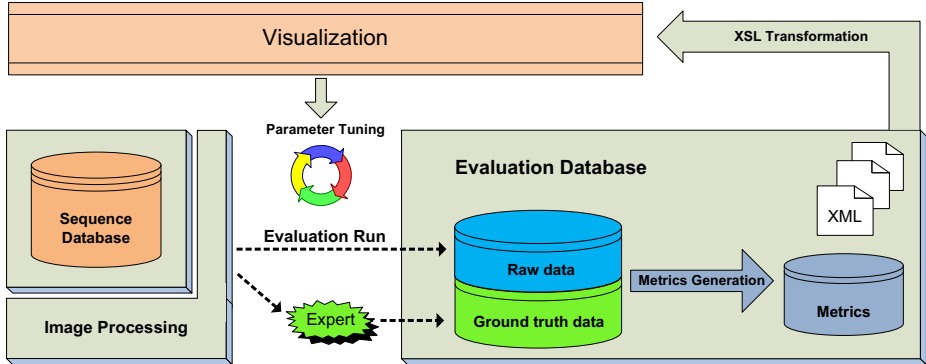 Visualization
XSL Transformation
Parameter Tuning
Evaluation Database
Sequence
Database
XML
Evaluation Run
Raw data
Metrics Generation
Image Processing
Expert
Ground truth data
Metrics